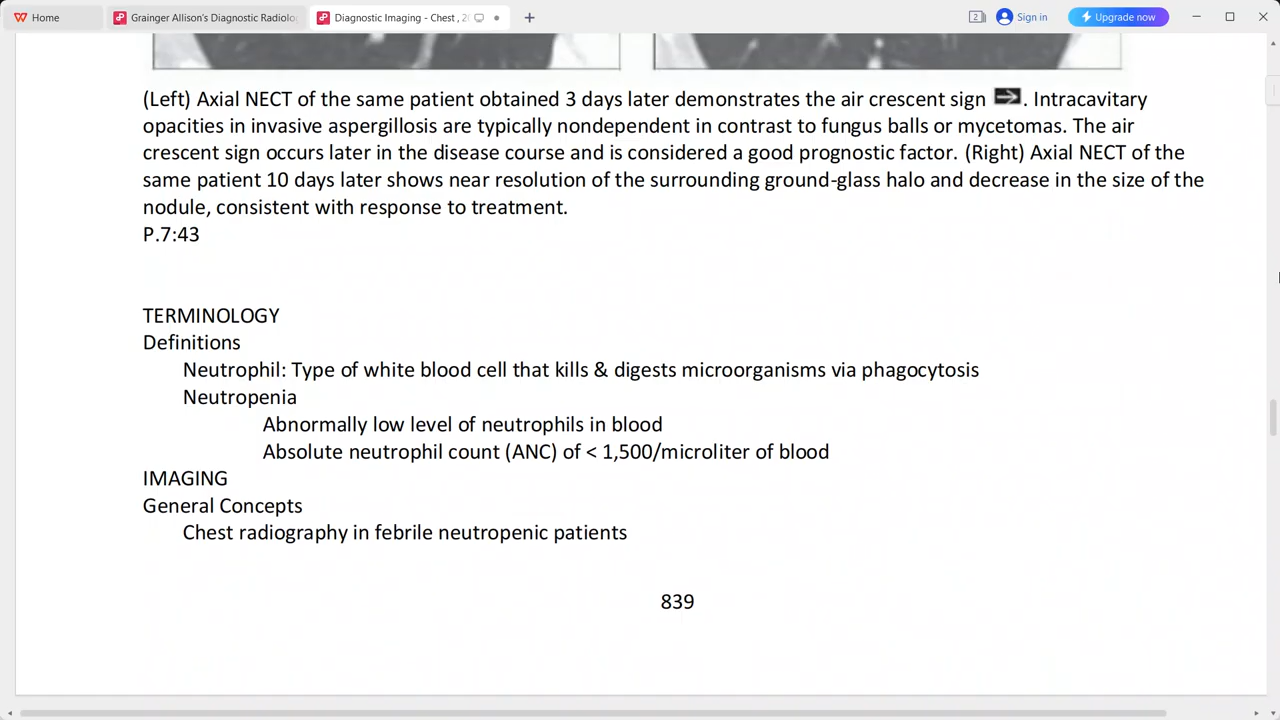 Home
Grainger Allison's Diagnostic Radiolo
Diagnostic Imaging - Chest , 2
2
Sign in
Upgrade now
(Left) Axial NECT of the same patient obtained 3 days later demonstrates the air crescent sign . Intracavitary
opacities in invasive aspergillosis are typically nondependent in contrast to fungus balls or mycetomas. The air
crescent sign occurs later in the disease course and is considered a good prognostic factor. (Right) Axial NECT of the
same patient 10 days later shows near resolution of the surrounding ground-glass halo and decrease in the size of the
nodule, consistent with response to treatment.
P.7:43
TERMINOLOGY
Definitions
Neutrophil: Type of white blood cell that kills & digests microorganisms via phagocytosis
Neutropenia
Abnormally low level of neutrophils in blood
Absolute neutrophil count (ANC) of < 1,500/microliter of blood
IMAGING
General Concepts
Chest radiography in febrile neutropenic patients
839